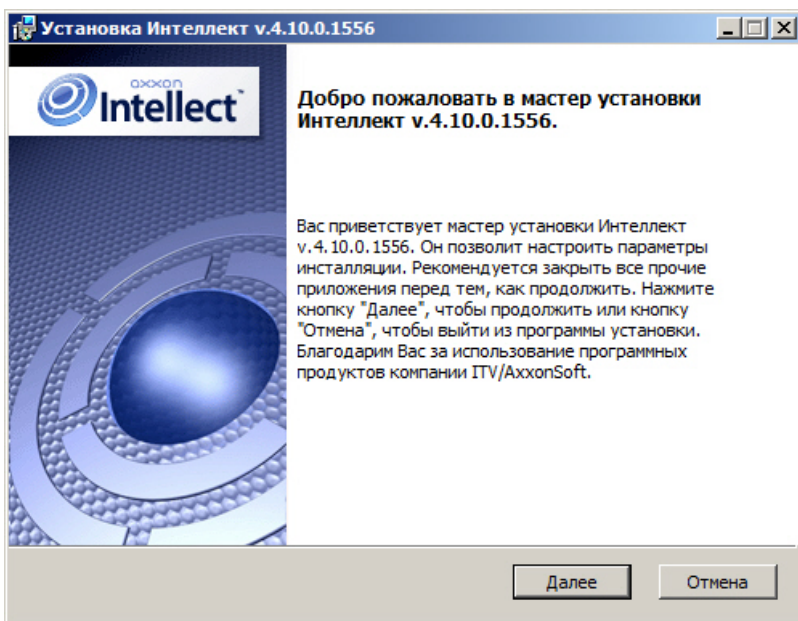 Установка Интеллект v.4.10.0.1556
axxon
Intellect
Добро пожаловать в мастер установки
Интеллект v.4.10.0.1556.
Вас приветствует мастер установки Интеллект
v.4.10.0.1556. Он позволит настроить параметры
инсталляции. Рекомендуется закрыть все прочие
приложения перед тем, как продолжить. Нажмите
кнопку "Далее", чтобы продолжить или кнопку
"Отмена", чтобы выйти из программы установки.
Благодарим Вас за использование программных
продуктов компании ITV/AxxonSoft.
Далее
Отмена